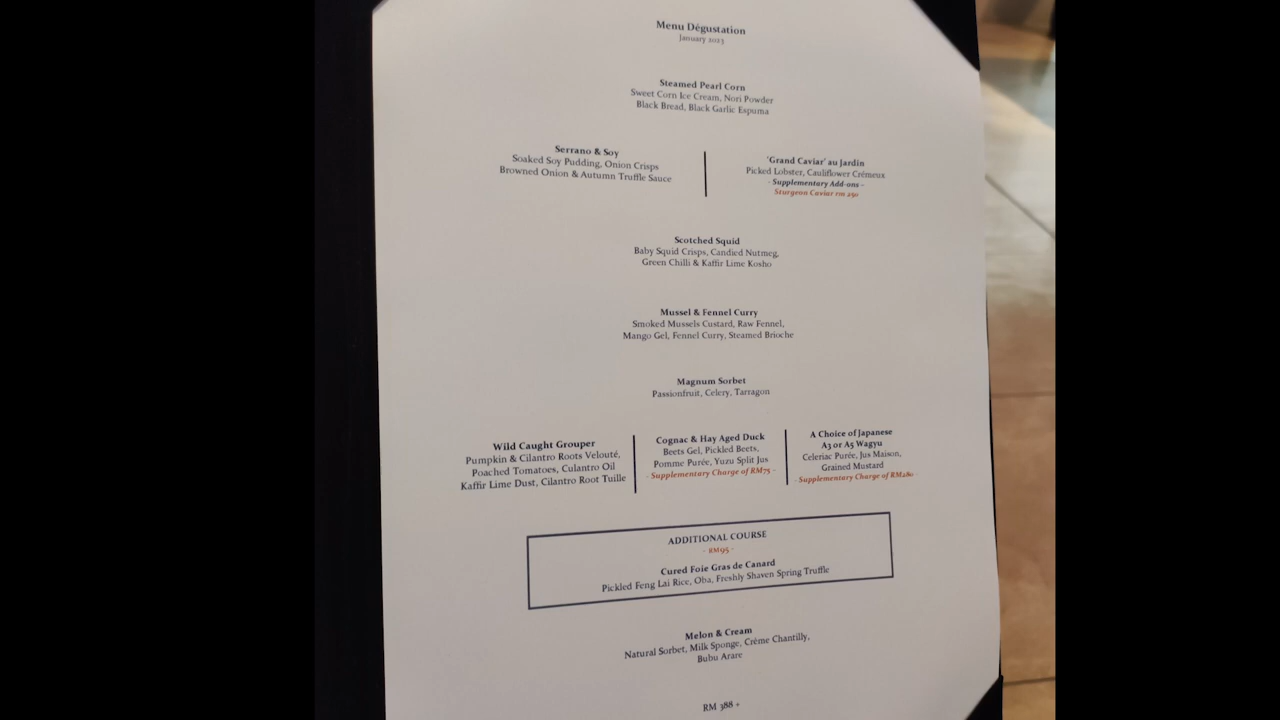 Menu Dégustation
January 2023
Steamed Pearl Corn
Sweet Corn Ice Cream, Nori Powder
Black Bread, Black Garlic Espuma
Serrano & Soy
Soaked Soy Pudding, Onion Crisps
Browned Onion & Autumn Truffle Sauce
'Grand Caviar' au Jardin
Picked Lobster, Cauliflower Crémeux
- Supplementary Add-ons -
Sturgeon Caviar rm 250
Scotched Squid
Baby Squid Crisps, Candied Nutmeg,
Green Chilli & Kaffir Lime Kosho
Mussel & Fennel Curry
Smoked Mussels Custard, Raw Fennel,
Mango Gel, Fennel Curry, Steamed Brioche
Magnum Sorbet
Passionfruit, Celery, Tarragon
Wild Caught Grouper
Pumpkin & Cilantro Roots Velouté,
Poached Tomatoes, Culantro Oil
Kaffir Lime Dust, Cilantro Root Tuille
Cognac & Hay Aged Duck
Beets Gel, Pickled Beets,
Pomme Purée, Yuzu Split Jus
- Supplementary Charge of RM75 -
A Choice of Japanese
A3 or A5 Wagyu
Celeriac Purée, Jus Maison,
Grained Mustard
- Supplementary Charge of RM280 -
ADDITIONAL COURSE
- RM95 -
Cured Foie Gras de Canard
Pickled Feng Lai Rice, Oba, Freshly Shaven Spring Truffle
Melon & Cream
Natural Sorbet, Milk Sponge, Crème Chantilly,
Bubu Arare
RM 388 +